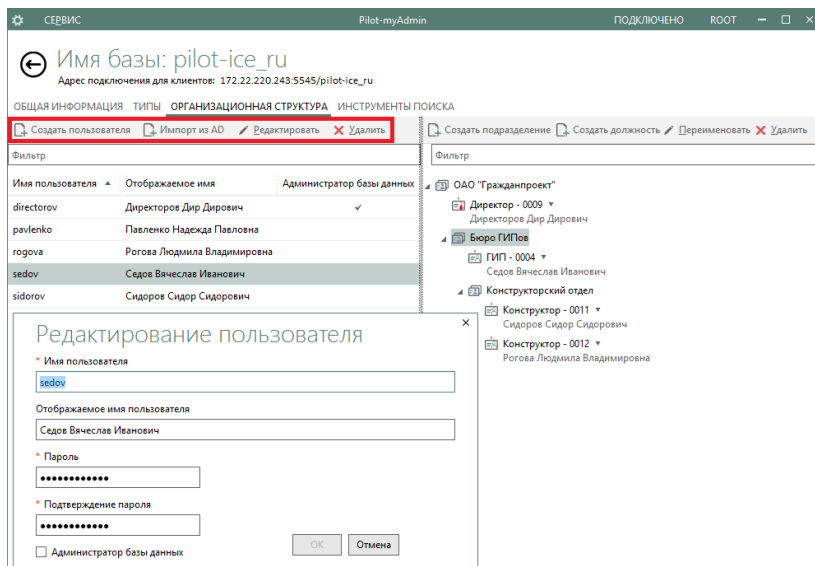 СЕРВИС Pilot-myAdmin ПОДКЛЮЧЕНО ROOT
Имя базы: pilot-ice_ru
Адрес подключения для клиентов: 172.22.220.243:5545/pilot-ice_ru
ОБЩАЯ ИНФОРМАЦИЯ ТИПЫ ОРГАНИЗАЦИОННАЯ СТРУКТУРА ИНСТРУМЕНТЫ ПОИСКА
Создать пользователя Импорт из AD Редактировать Удалить
Фильтр
Имя пользователя Отображаемое имя Администратор базы данных
directorov Директоров Дир Дирович
pavlenko Павленко Надежда Павловна
rogova Рогова Людмила Владимировна
sedov Седов Вячеслав Иванович
sidorov Сидоров Сидор Сидорович
Создать подразделение Создать должность Переименовать Удалить
Фильтр
ОАО "Гражданпроект"
Директор - 0009
Директоров Дир Дирович
Бюро ГИПов
ГИП - 0004
Седов Вячеслав Иванович
Конструкторский отдел
Конструктор - 0011
Сидоров Сидор Сидорович
Конструктор - 0012
Рогова Людмила Владимировна
Редактирование пользователя
* Имя пользователя
sedov
Отображаемое имя пользователя
Седов Вячеслав Иванович
* Пароль
●●●●●●●●●●●●
* Подтверждение пароля
●●●●●●●●●●●●
Администратор базы данных
OK Отмена